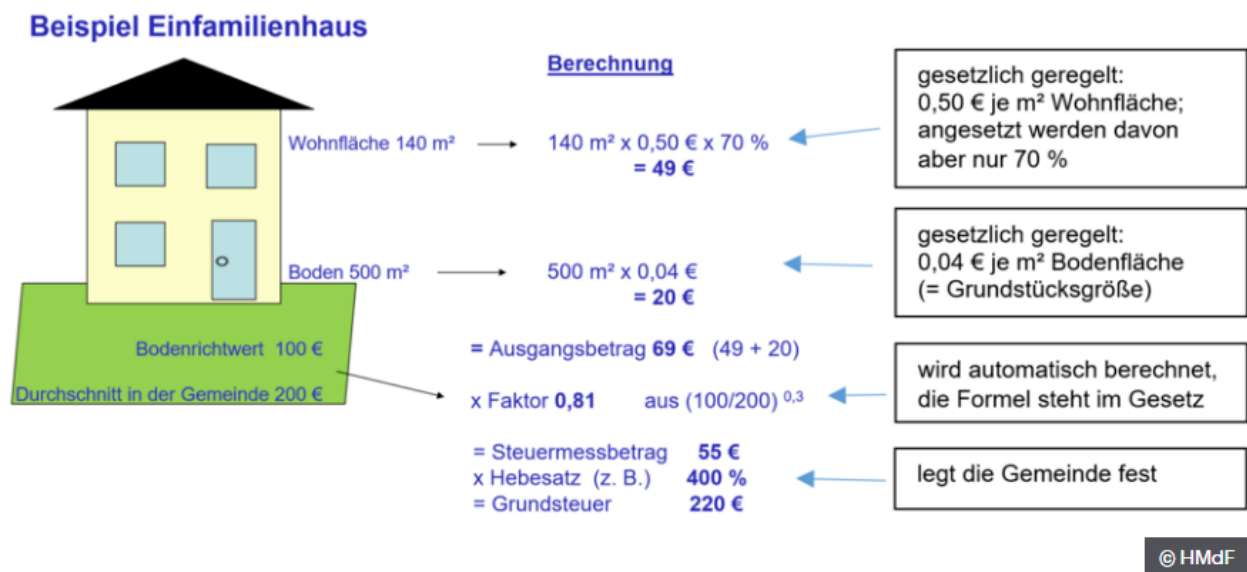 Beispiel Einfamilienhaus
Berechnung
Wohnfläche 140 m²
140 m² x 0,50 € x 70 %
= 49 €
gesetzlich geregelt:
0,50 € je m² Wohnfläche;
angesetzt werden davon
aber nur 70 %
Boden 500 m²
500 m² x 0,04 €
= 20 €
gesetzlich geregelt:
0,04 € je m² Bodenfläche
(= Grundstücksgröße)
Bodenrichtwert 100 €
Durchschnitt in der Gemeinde 200 €
= Ausgangsbetrag 69 € (49 + 20)
x Faktor 0,81 aus (100/200) 0,3
wird automatisch berechnet,
die Formel steht im Gesetz
= Steuermessbetrag 55 €
x Hebesatz (z. B.) 400 %
= Grundsteuer 220 €
legt die Gemeinde fest
© HMdF